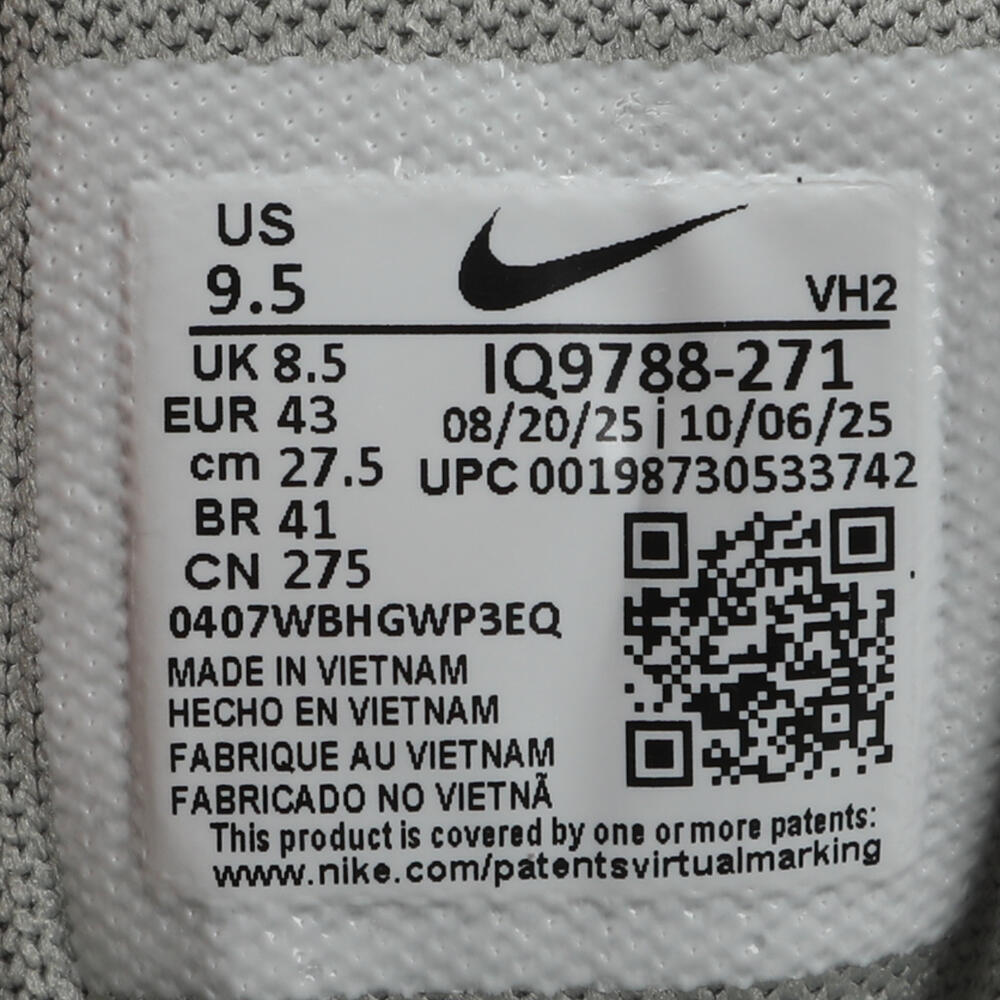 US
9.5
VH2
UK 8.5
IQ9788-271
EUR 43
08/20/25 | 10/06/25
cm 27.5
UPC 00198730533742
BR 41
CN 275
0407WBHGWP3EQ
MADE IN VIETNAM
HECHO EN VIETNAM
FABRIQUE AU VIETNAM
FABRICADO NO VIETNÃ
This product is covered by one or more patents:
www.nike.com/patentsvirtualmarking